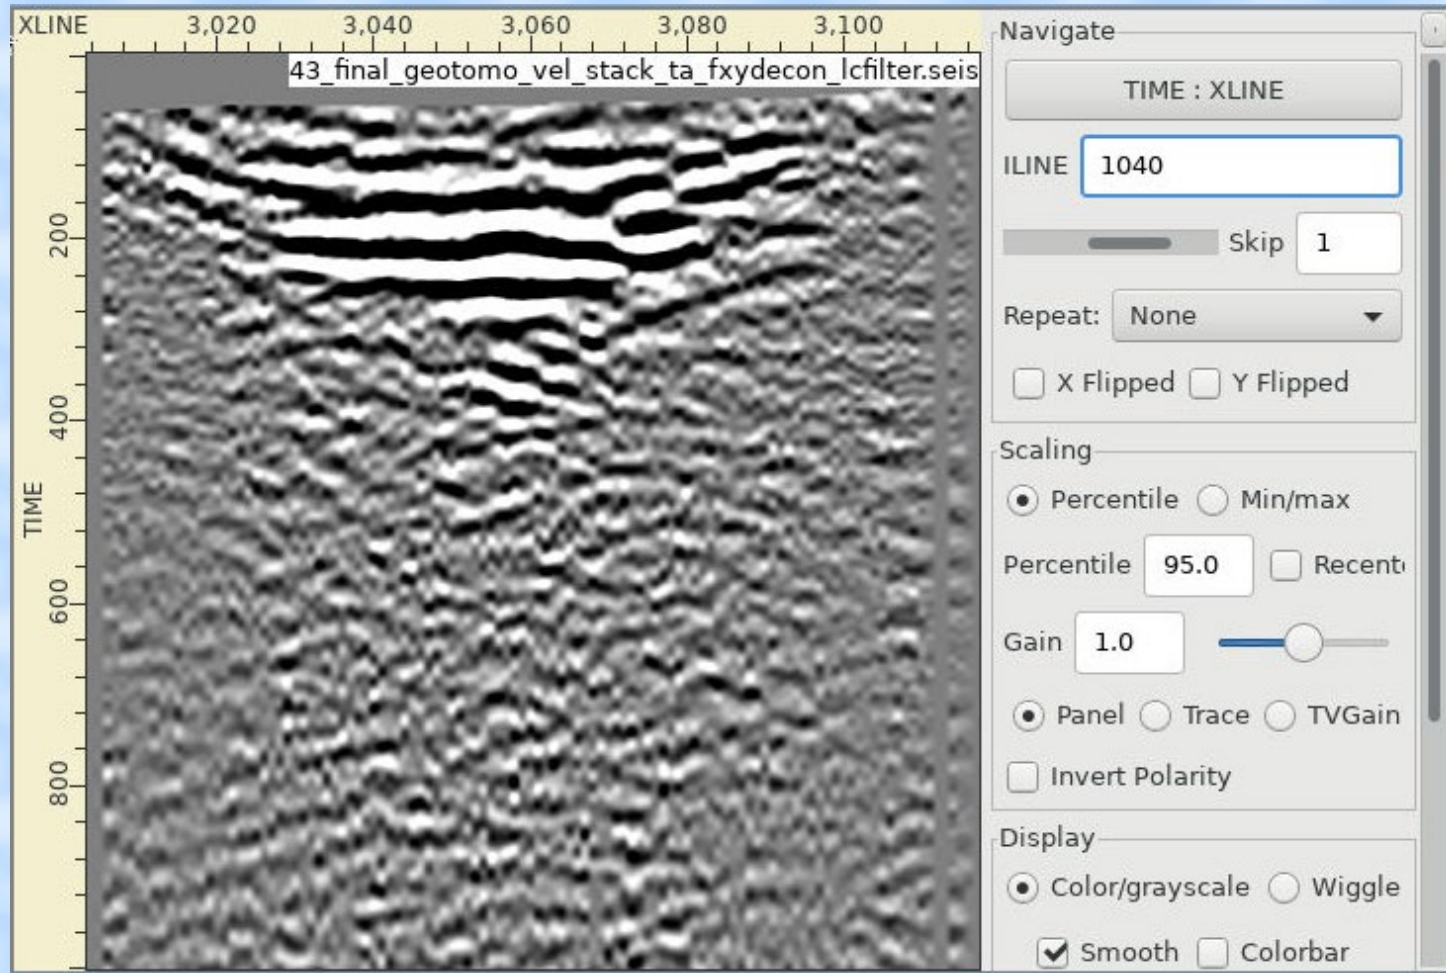 XLINE 3,020 3,040 3,060 3,080 3,100
43_final_geotomo_vel_stack_ta_fxydecon_lcfilter.seis
200
400
TIME
600
800
Navigate
TIME : XLINE
ILINE 1040
Skip 1
Repeat: None
X Flipped Y Flipped
Scaling
Percentile Min/max
Percentile 95.0 Recent
Gain 1.0
Panel Trace TVGain
Invert Polarity
Display
Color/grayscale Wiggle
Smooth Colorbar